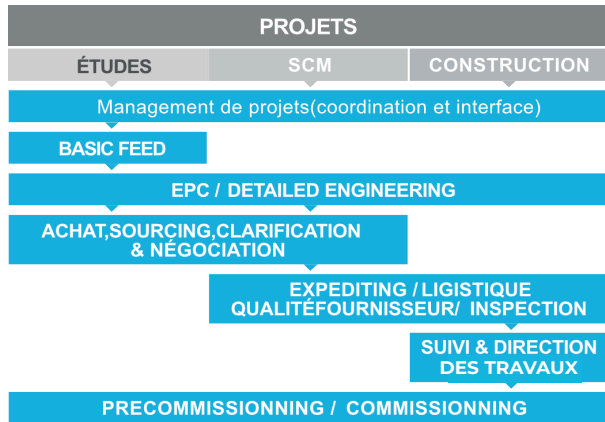 PROJETS
ÉTUDES SCM CONSTRUCTION
Management de projets(coordination et interface)
BASIC FEED
EPC / DETAILED ENGINEERING
ACHAT,SOURCING,CLARIFICATION
& NÉGOCIATION
EXPEDITING / LIGISTIQUE
QUALITÉFOURNISSEUR/ INSPECTION
SUIVI & DIRECTION
DES TRAVAUX
PRECOMMISSIONNING / COMMISSIONNING